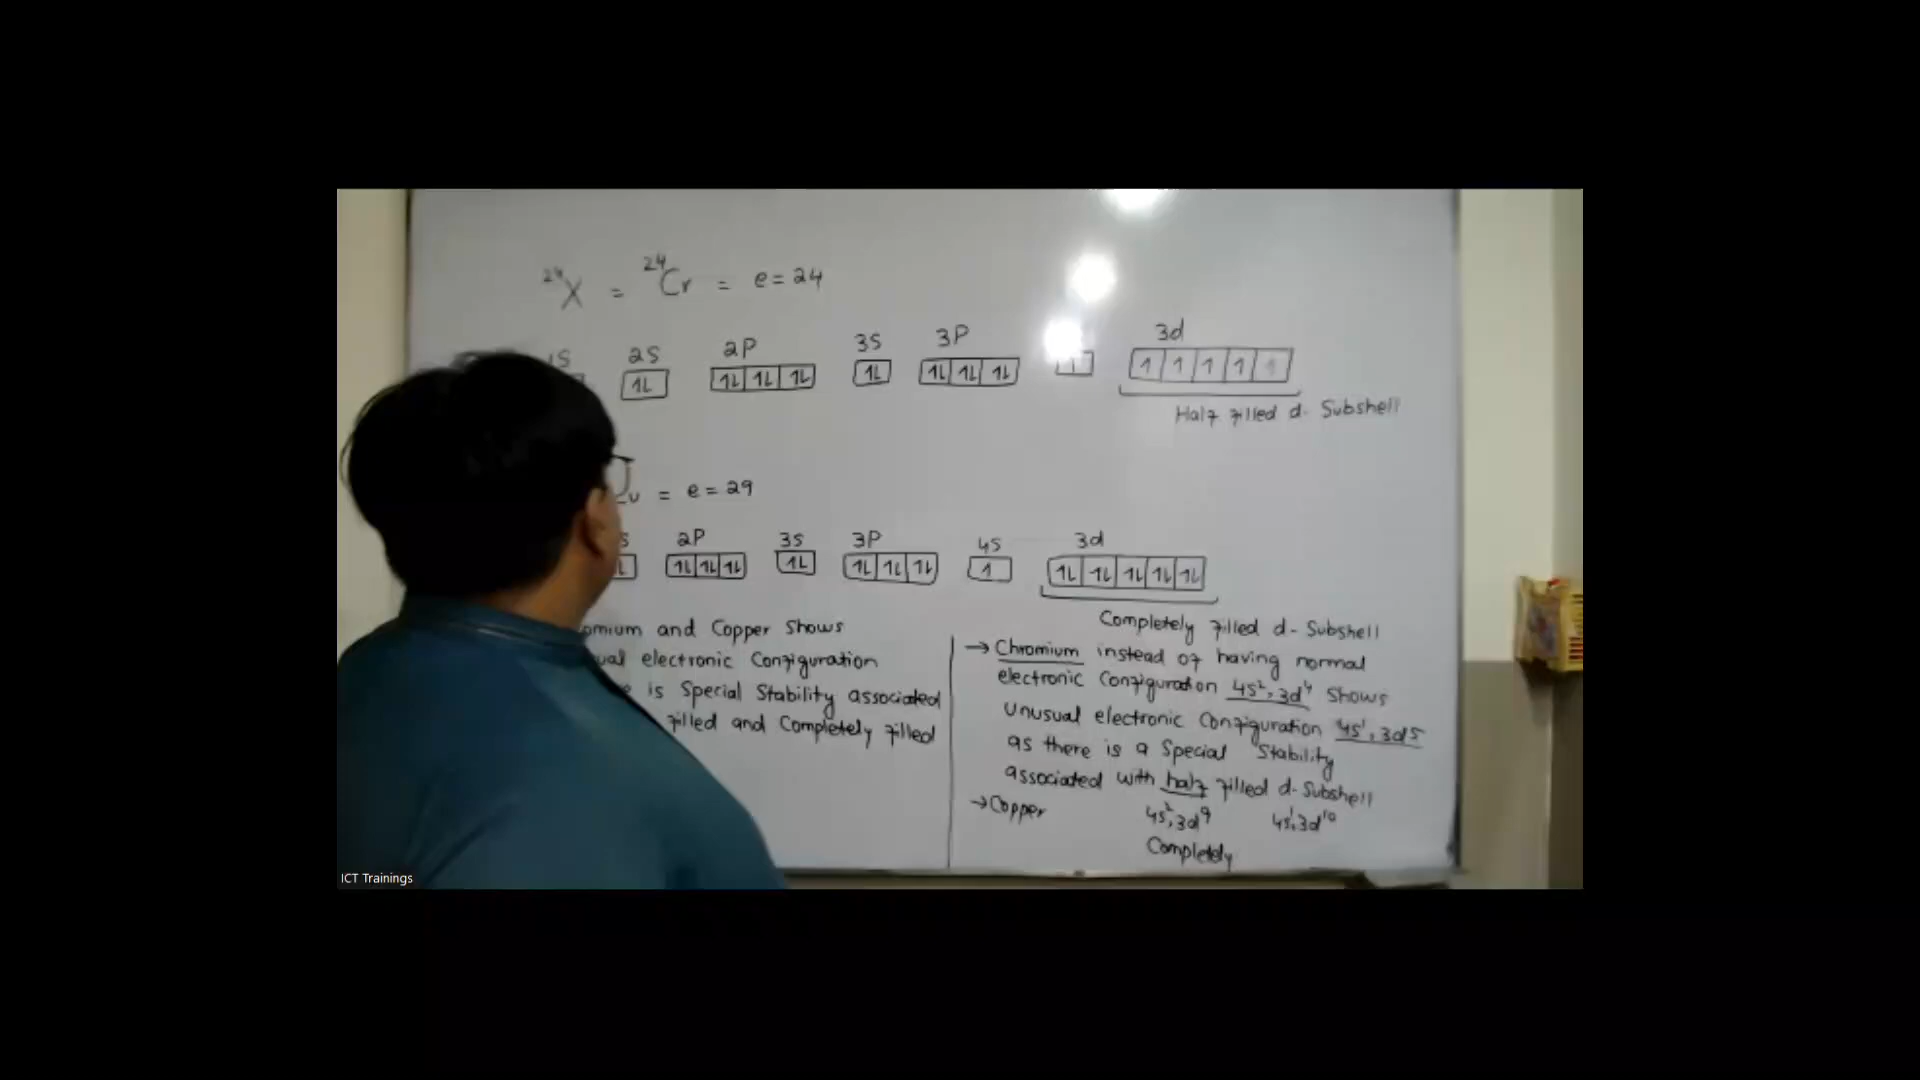 24X = 24Cr = e = 24
2S 2P 3S 3P 3d
1L 1L 1L 1L 1L 1L 1L 1L 1 1 1 1 1 1
Half filled d- Subshell
= e = 29
2P 3S 3P 4S 3d
1L 1L 1L 1L 1L 1L 1L 1 1L 1L 1L 1L 1L
Completely filled d- Subshell
and Copper Shows
electronic Configuration
is Special Stability associated
filled and Completely filled
→ Chromium instead of having normal
electronic Configuration 4s², 3d⁴ Shows
Unusual electronic Configuration 4s¹, 3d5
as there is a Special Stability
associated with half filled d- Subshell
→ Copper 4s², 3d⁹ 4s¹, 3d¹⁰
Completely
ICT Trainings